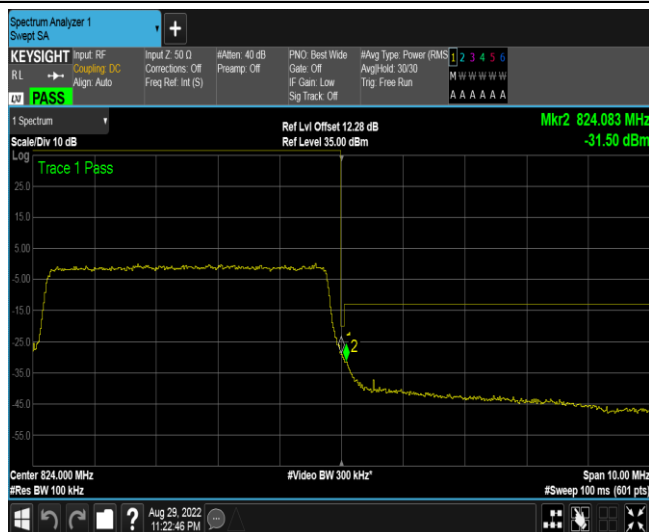 Spectrum Analyzer 1
Swept SA
+
KEYSIGHT
RL
LXI PASS
Input: RF
Coupling: DC
Align: Auto
Input Z: 50 Ω
Corrections: Off
Freq Ref: Int (S)
#Atten: 40 dB
Preamp: Off
PNO: Best Wide
Gate: Off
IF Gain: Low
Sig Track: Off
#Avg Type: Power (RMS
Avg|Hold: 30/30
Trig: Free Run
1 2 3 4 5 6
M W W W W W
A A A A A A
1 Spectrum
Scale/Div 10 dB
Ref Lvl Offset 12.28 dB
Ref Level 35.00 dBm
Mkr2 824.083 MHz
-31.50 dBm
Log
Trace 1 Pass
25.0
15.0
5.00
-5.00
-15.0
-25.0
-35.0
-45.0
-55.0
2
Center 824.000 MHz
#Res BW 100 kHz
#Video BW 300 kHz*
Span 10.00 MHz
#Sweep 100 ms (601 pts)
?
Aug 29, 2022
11:22:46 PM